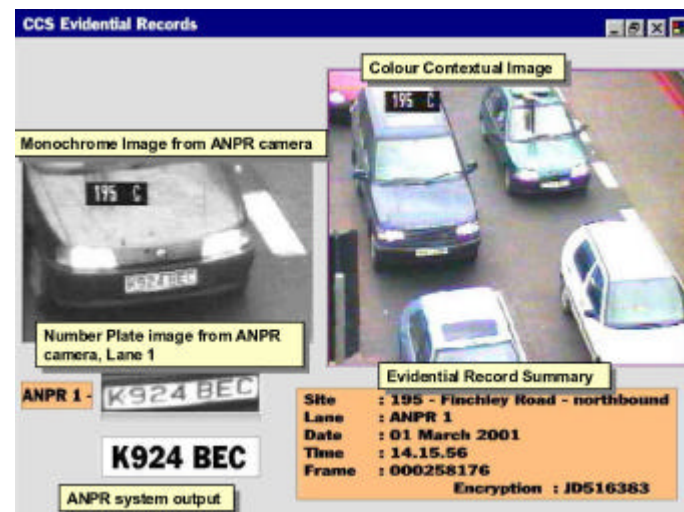 CCS Evidential Records
Colour Contextual Image
195 C
Monochrome Image from ANPR camera
195 C
K924 BEC
Number Plate image from ANPR
camera, Lane 1
ANPR 1 -
K924 BEC
K924 BEC
ANPR system output
Evidential Record Summary
Site : 195 - Finchley Road - northbound
Lane : ANPR 1
Date : 01 March 2001
Time : 14.15.56
Frame : 000258176
Encryption : JD516383